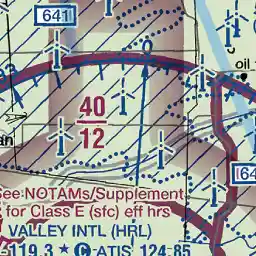 641
oil
40
12
See NOTAMs/Supplement
for Class E (sfc) eff hrs
VALLEY INTL (HRL)
119.3 ★ C ATIS 124.85